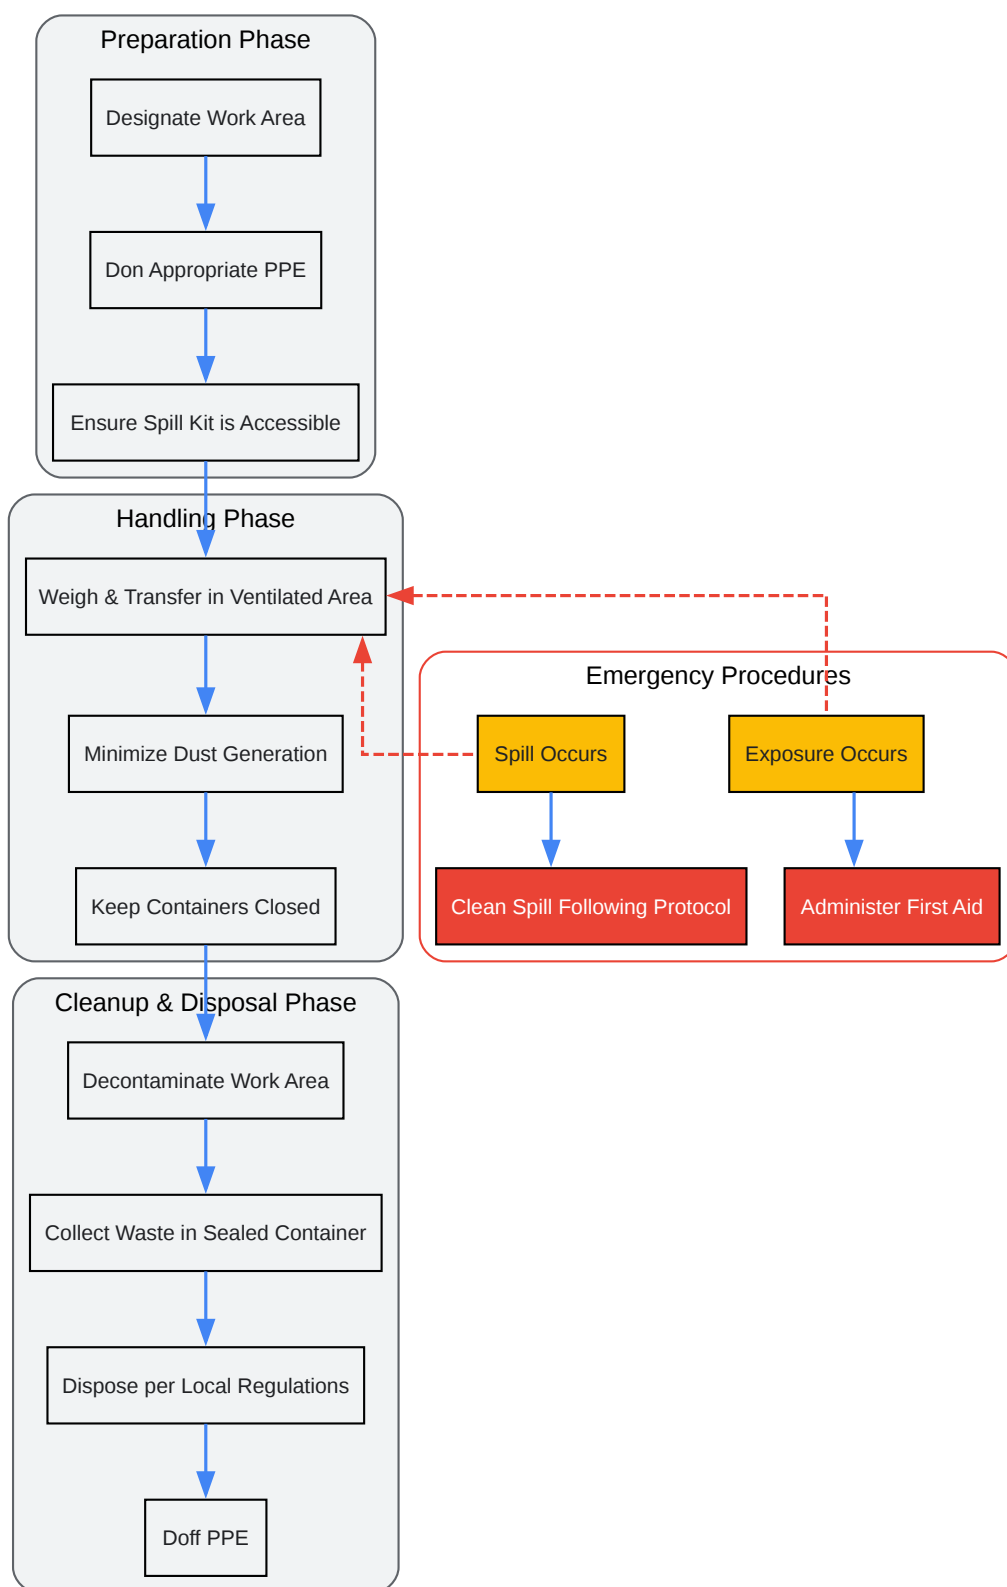 Preparation Phase
Designate Work Area
Don Appropriate PPE
Ensure Spill Kit is Accessible
Handling Phase
Weigh & Transfer in Ventilated Area
Minimize Dust Generation
Keep Containers Closed
Emergency Procedures
Spill Occurs
Exposure Occurs
Clean Spill Following Protocol
Administer First Aid
Cleanup & Disposal Phase
Decontaminate Work Area
Collect Waste in Sealed Container
Dispose per Local Regulations
Doff PPE